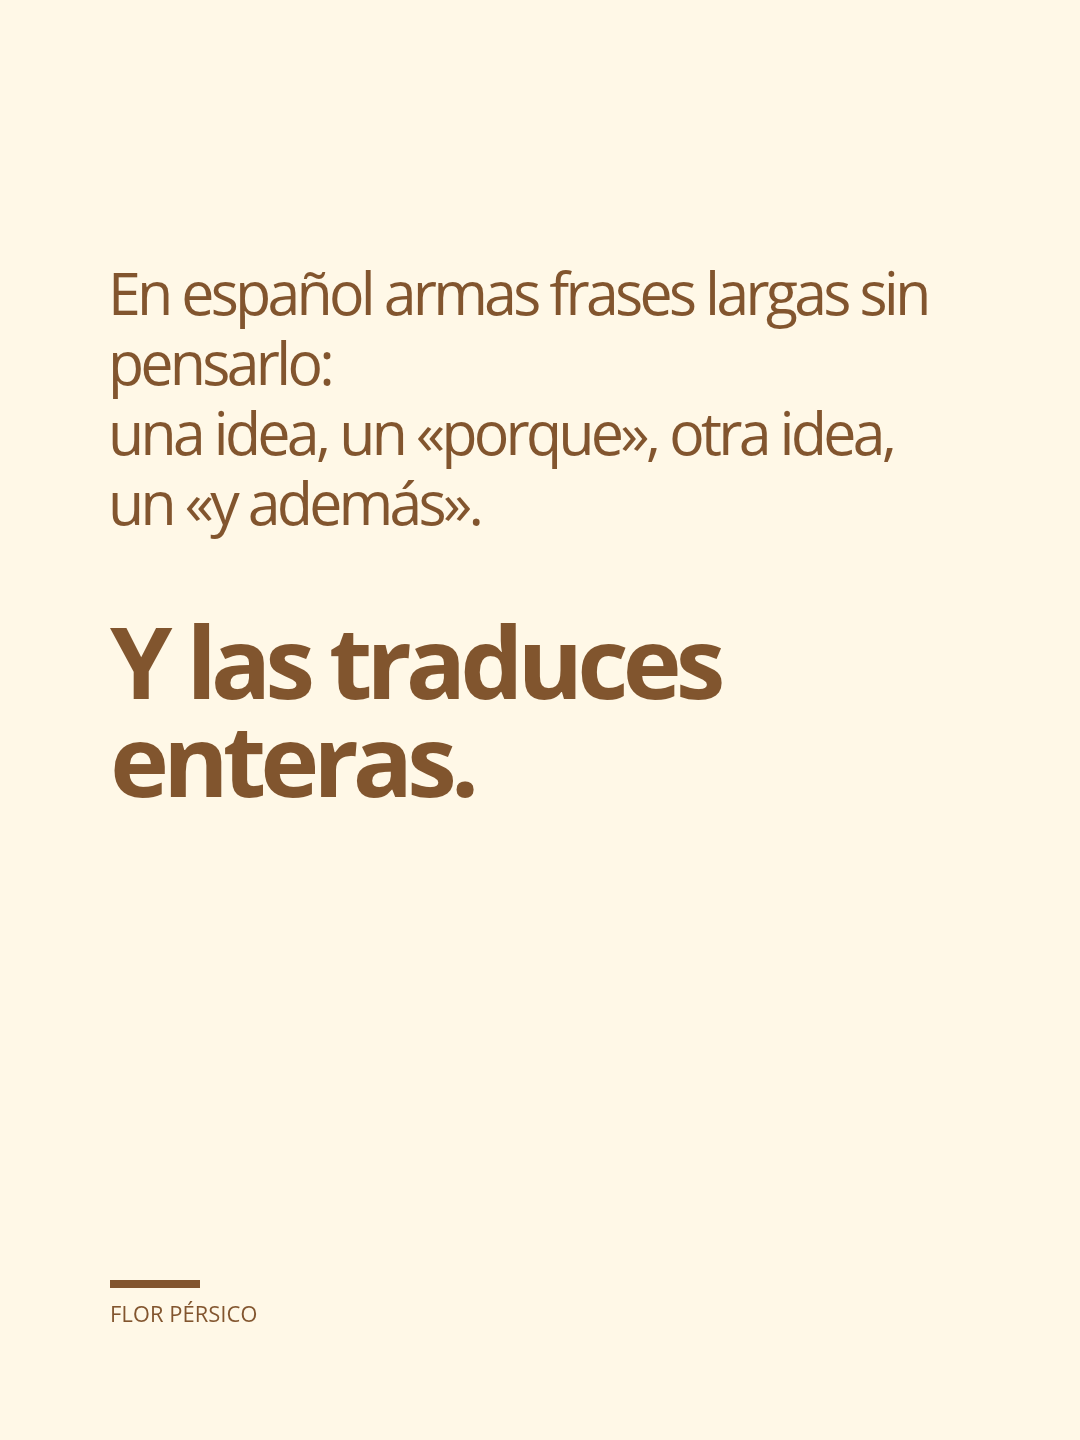 En español armas frases largas sin
pensarlo:
una idea, un «porque», otra idea,
un «y además».
Y las traduces
enteras.
FLOR PÉRSICO